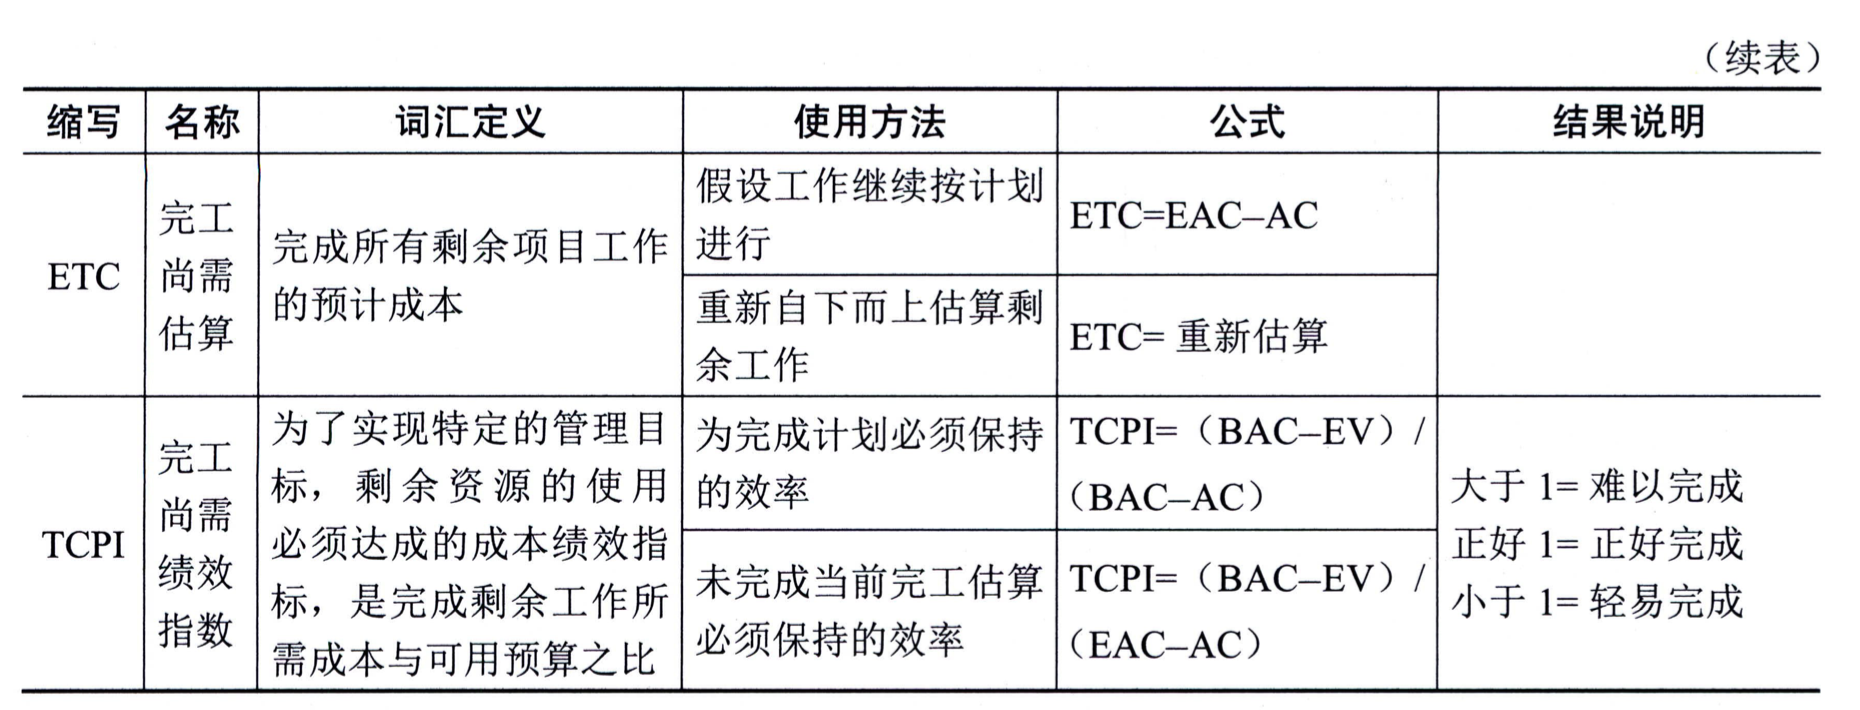 （续表）
缩写 名称 词汇定义 使用方法 公式 结果说明
ETC
完工
尚需
估算
完成所有剩余项目工作
的预计成本
假设工作继续按计划
进行
ETC=EAC–AC
重新自下而上估算剩
余工作
ETC= 重新估算
TCPI
完工
尚需
绩效
指数
为了实现特定的管理目
标，剩余资源的使用
必须达成的成本绩效指
标，是完成剩余工作所
需成本与可用预算之比
为完成计划必须保持
的效率
TCPI=（BAC–EV）/
（BAC–AC）
未完成当前完工估算
必须保持的效率
TCPI=（BAC–EV）/
（EAC–AC）
大于 1= 难以完成
正好 1= 正好完成
小于 1= 轻易完成